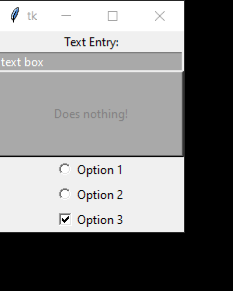 tk
Text Entry:
text box
Does nothing!
Option 1
Option 2
Option 3